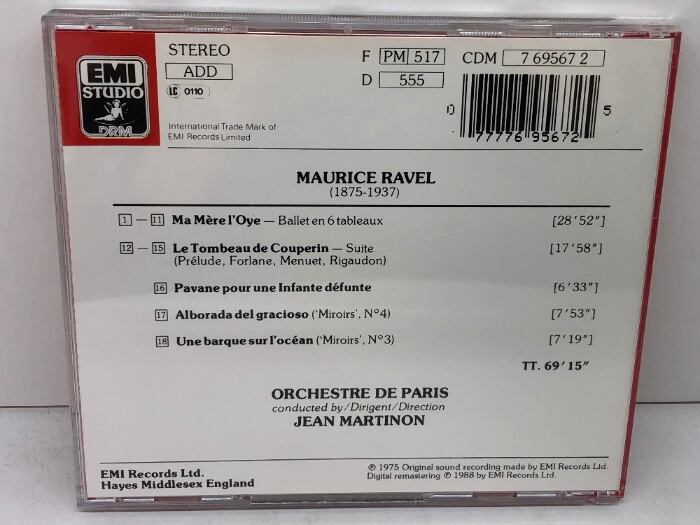 EMI
STUDIO
DRM
STEREO
ADD
LC 0110
International Trade Mark of
EMI Records Limited
F PM 517
D 555
CDM 7 69567 2
0 77776 95672 5
MAURICE RAVEL
(1875-1937)
1 — 11 Ma Mère l'Oye — Ballet en 6 tableaux [28'52"]
12 — 15 Le Tombeau de Couperin — Suite [17'58"]
(Prélude, Forlane, Menuet, Rigaudon)
16 Pavane pour une Infante défunte [6'33"]
17 Alborada del gracioso ('Miroirs', Nº4) [7'53"]
18 Une barque sur l'océan ('Miroirs', Nº3) [7'19"]
TT. 69'15"
ORCHESTRE DE PARIS
conducted by/Dirigent/Direction
JEAN MARTINON
EMI Records Ltd.
Hayes Middlesex England
℗ 1975 Original sound recording made by EMI Records Ltd.
Digital remastering ℗ 1988 by EMI Records Ltd.